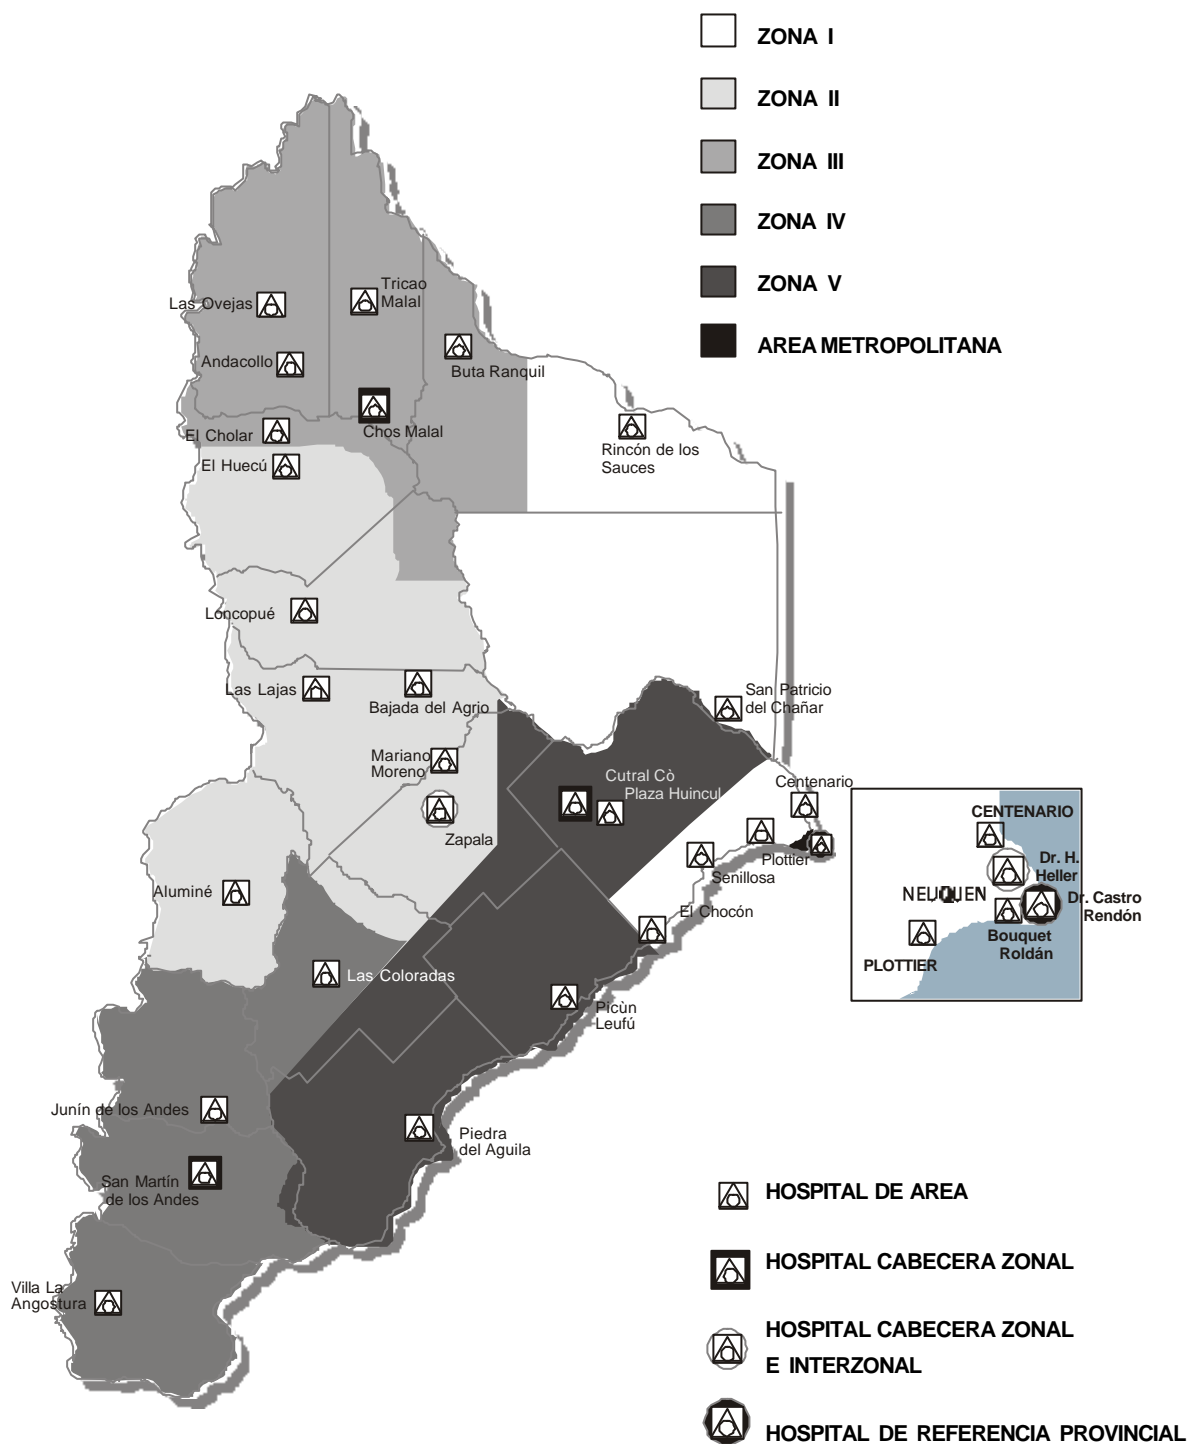 ZONA I
ZONA II
ZONA III
ZONA IV
ZONA V
AREA METROPOLITANA
Las Ovejas
Tricao
Malal
Andacollo
Buta Ranquil
Chos Malal
El Cholar
El Huecú
Rincón de los
Sauces
Loncopué
Las Lajas
Bajada del Agrio
San Patricio
del Chañar
Mariano
Moreno
Zapala
Cutral Cò
Plaza Huincul
Centenario
Plottier
Senillosa
El Chocón
Aluminé
Las Coloradas
Picùn
Leufú
Junín de los Andes
Piedra
del Aguila
San Martín
de los Andes
Villa La
Angostura
CENTENARIO
Dr. H.
Heller
NEUQUEN
Dr. Castro
Rendón
Bouquet
Roldán
PLOTTIER
HOSPITAL DE AREA
HOSPITAL CABECERA ZONAL
HOSPITAL CABECERA ZONAL
E INTERZONAL
HOSPITAL DE REFERENCIA PROVINCIAL